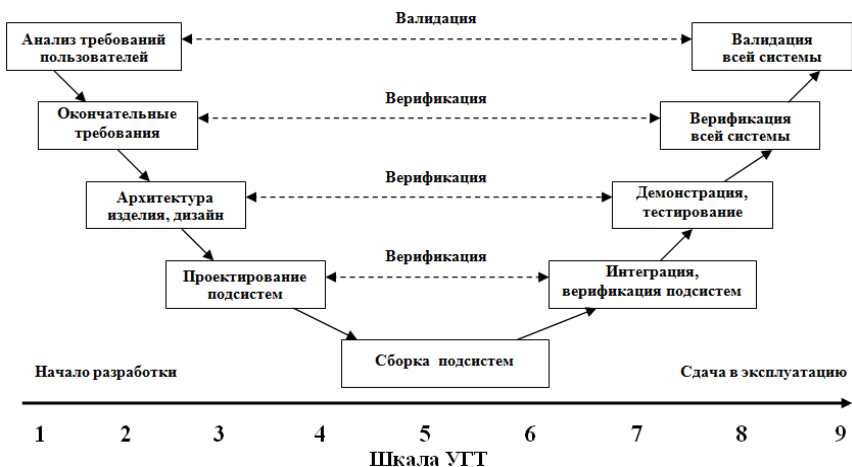 Валидация
Анализ требований
пользователей
Валидация
всей системы
Верификация
Окончательные
требования
Верификация
всей системы
Верификация
Архитектура
изделия, дизайн
Демонстрация,
тестирование
Верификация
Проектирование
подсистем
Интеграция,
верификация подсистем
Сборка подсистем
Начало разработки
Сдача в эксплуатацию
1 2 3 4 5 6 7 8 9
Шкала УГТ